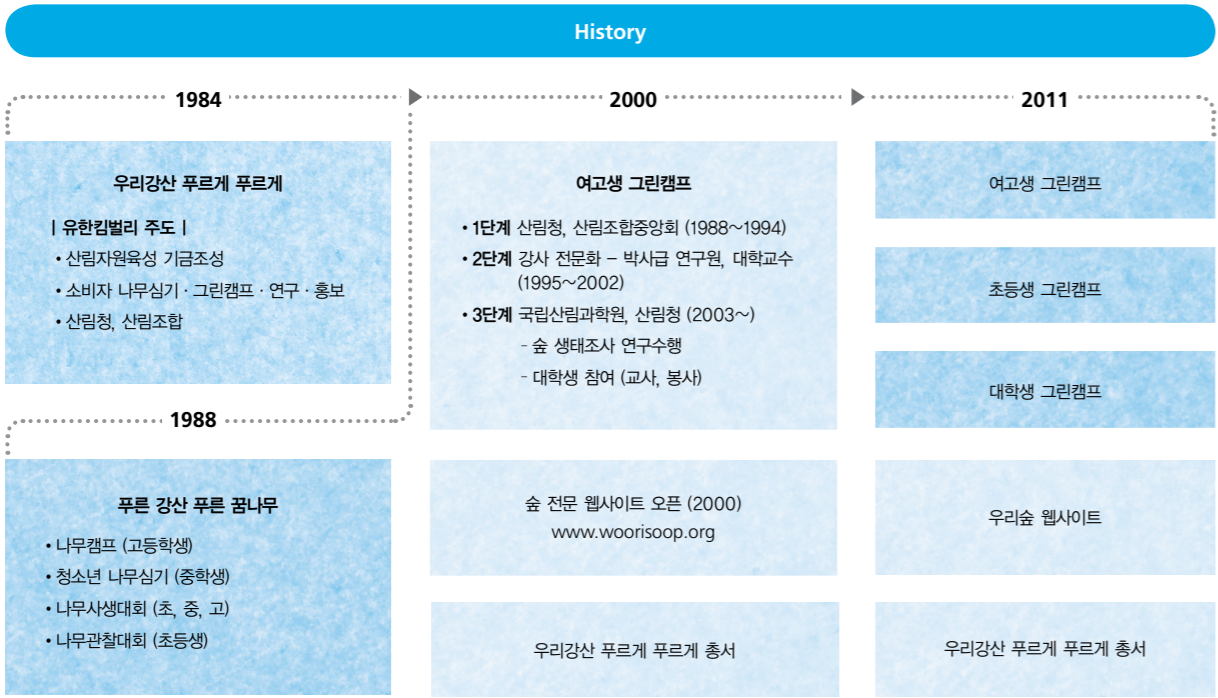 History
1984
우리강산 푸르게 푸르게
| 유한킴벌리 주도 |
• 산림자원육성 기금조성
• 소비자 나무심기 · 그린캠프 · 연구 · 홍보
• 산림청, 산림조합
1988
푸른 강산 푸른 꿈나무
• 나무캠프 (고등학생)
• 청소년 나무심기 (중학생)
• 나무사생대회 (초, 중, 고)
• 나무관찰대회 (초등생)
2000
여고생 그린캠프
• 1단계 산림청, 산림조합중앙회 (1988~1994)
• 2단계 강사 전문화 – 박사급 연구원, 대학교수
(1995~2002)
• 3단계 국립산림과학원, 산림청 (2003~)
- 숲 생태조사 연구수행
- 대학생 참여 (교사, 봉사)
숲 전문 웹사이트 오픈 (2000)
www.woorisoop.org
우리강산 푸르게 푸르게 총서
2011
여고생 그린캠프
초등생 그린캠프
대학생 그린캠프
우리숲 웹사이트
우리강산 푸르게 푸르게 총서